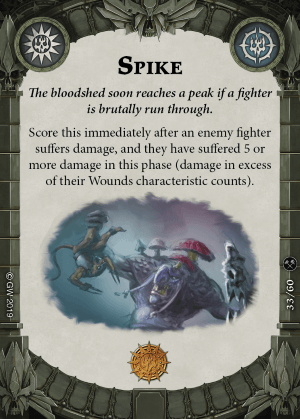 SPIKE
The bloodshed soon reaches a peak if a fighter
is brutally run through.
Score this immediately after an enemy fighter
suffers damage, and they have suffered 5 or
more damage in this phase (damage in excess
of their Wounds characteristic counts).
© GW 2019
33/60